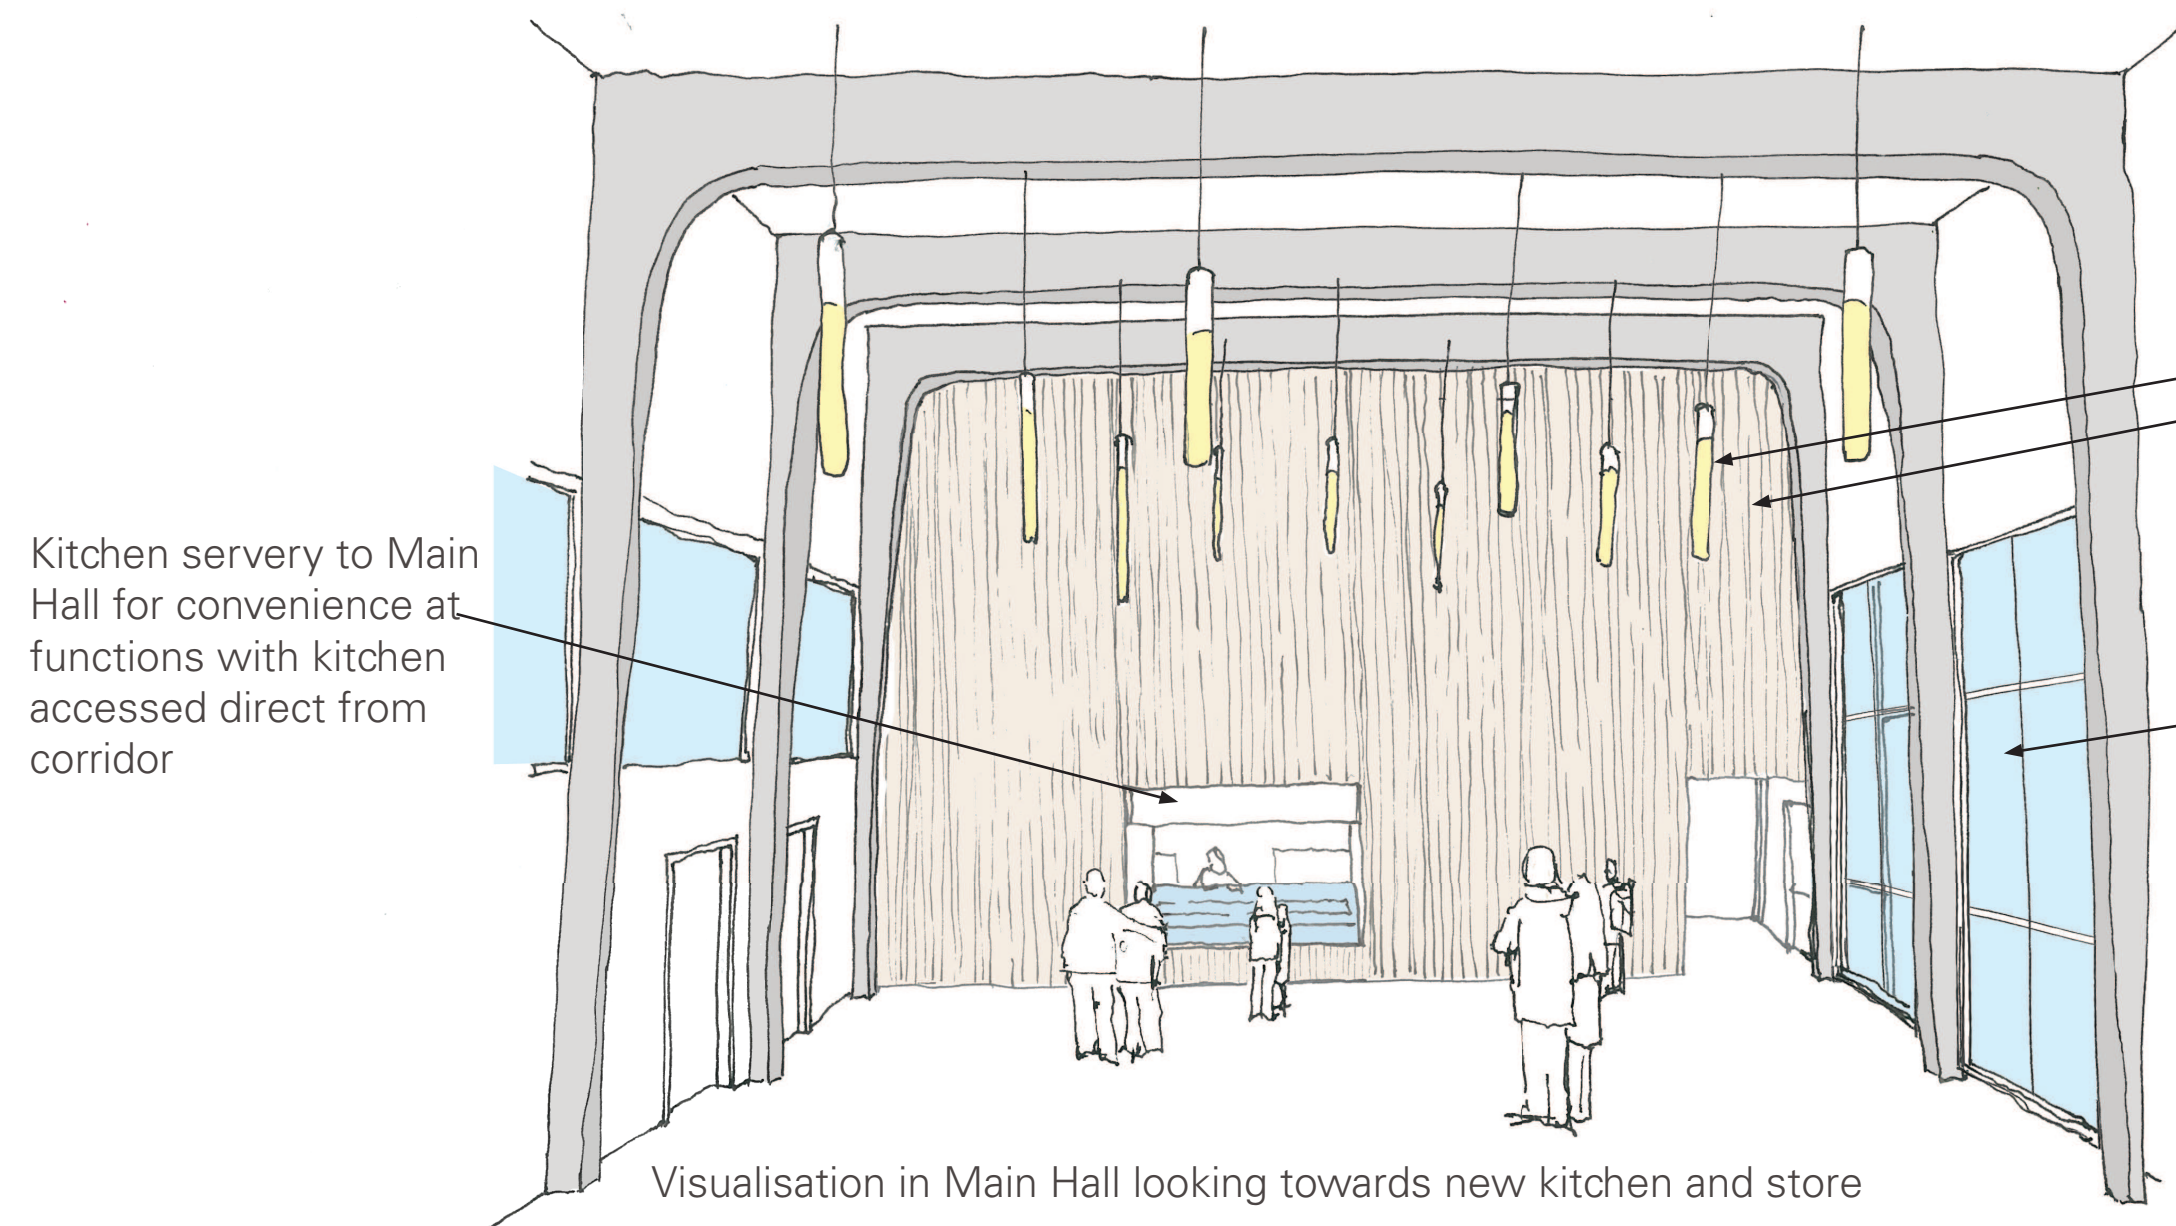 Kitchen servery to Main
Hall for convenience at
functions with kitchen
accessed direct from
corridor
Visualisation in Main Hall looking towards new kitchen and store